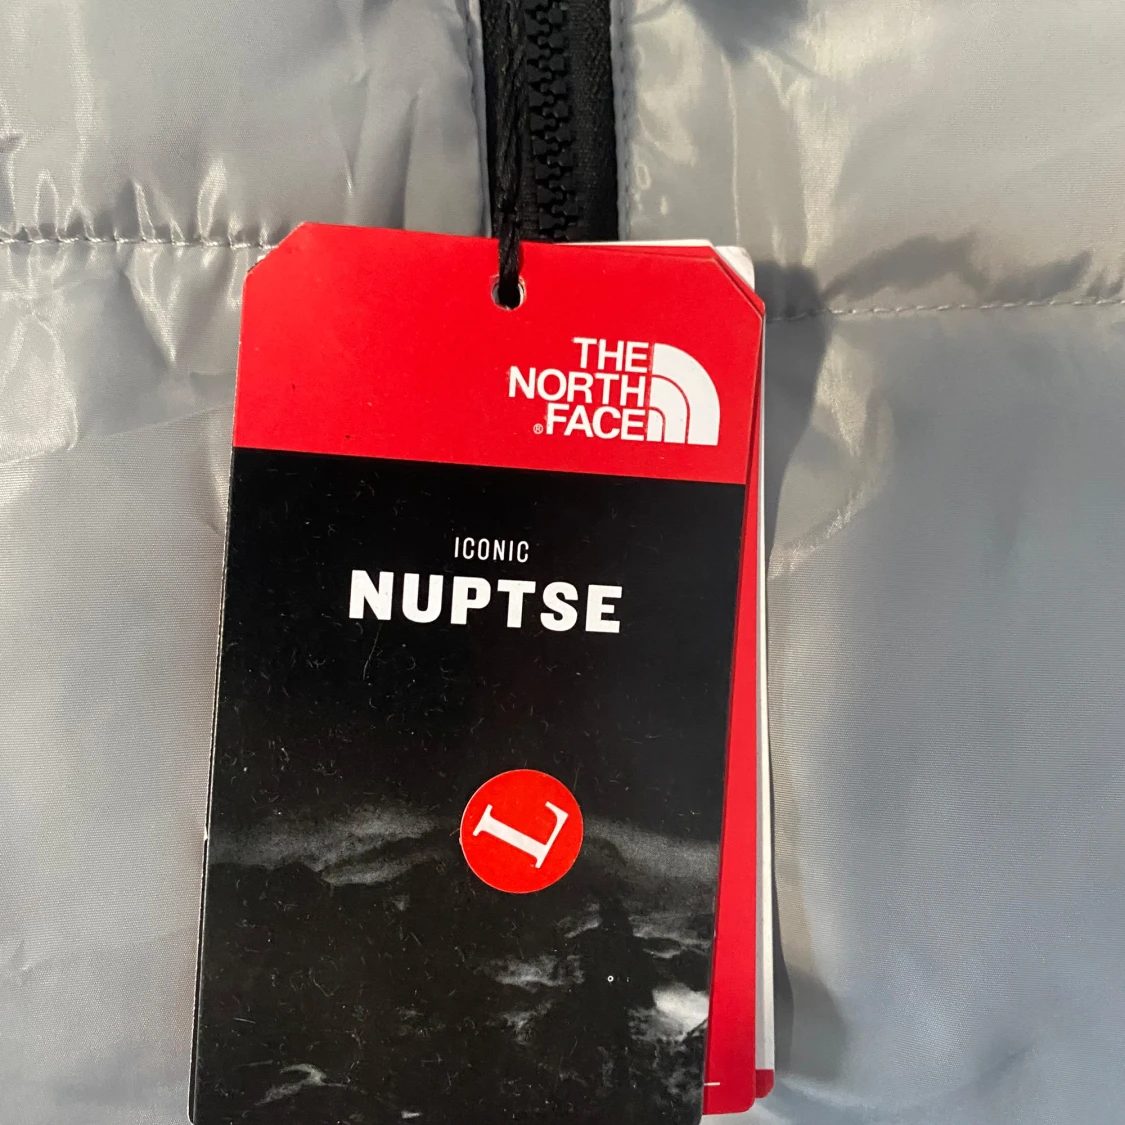 THE
NORTH
®FACE
ICONIC
NUPTSE
L